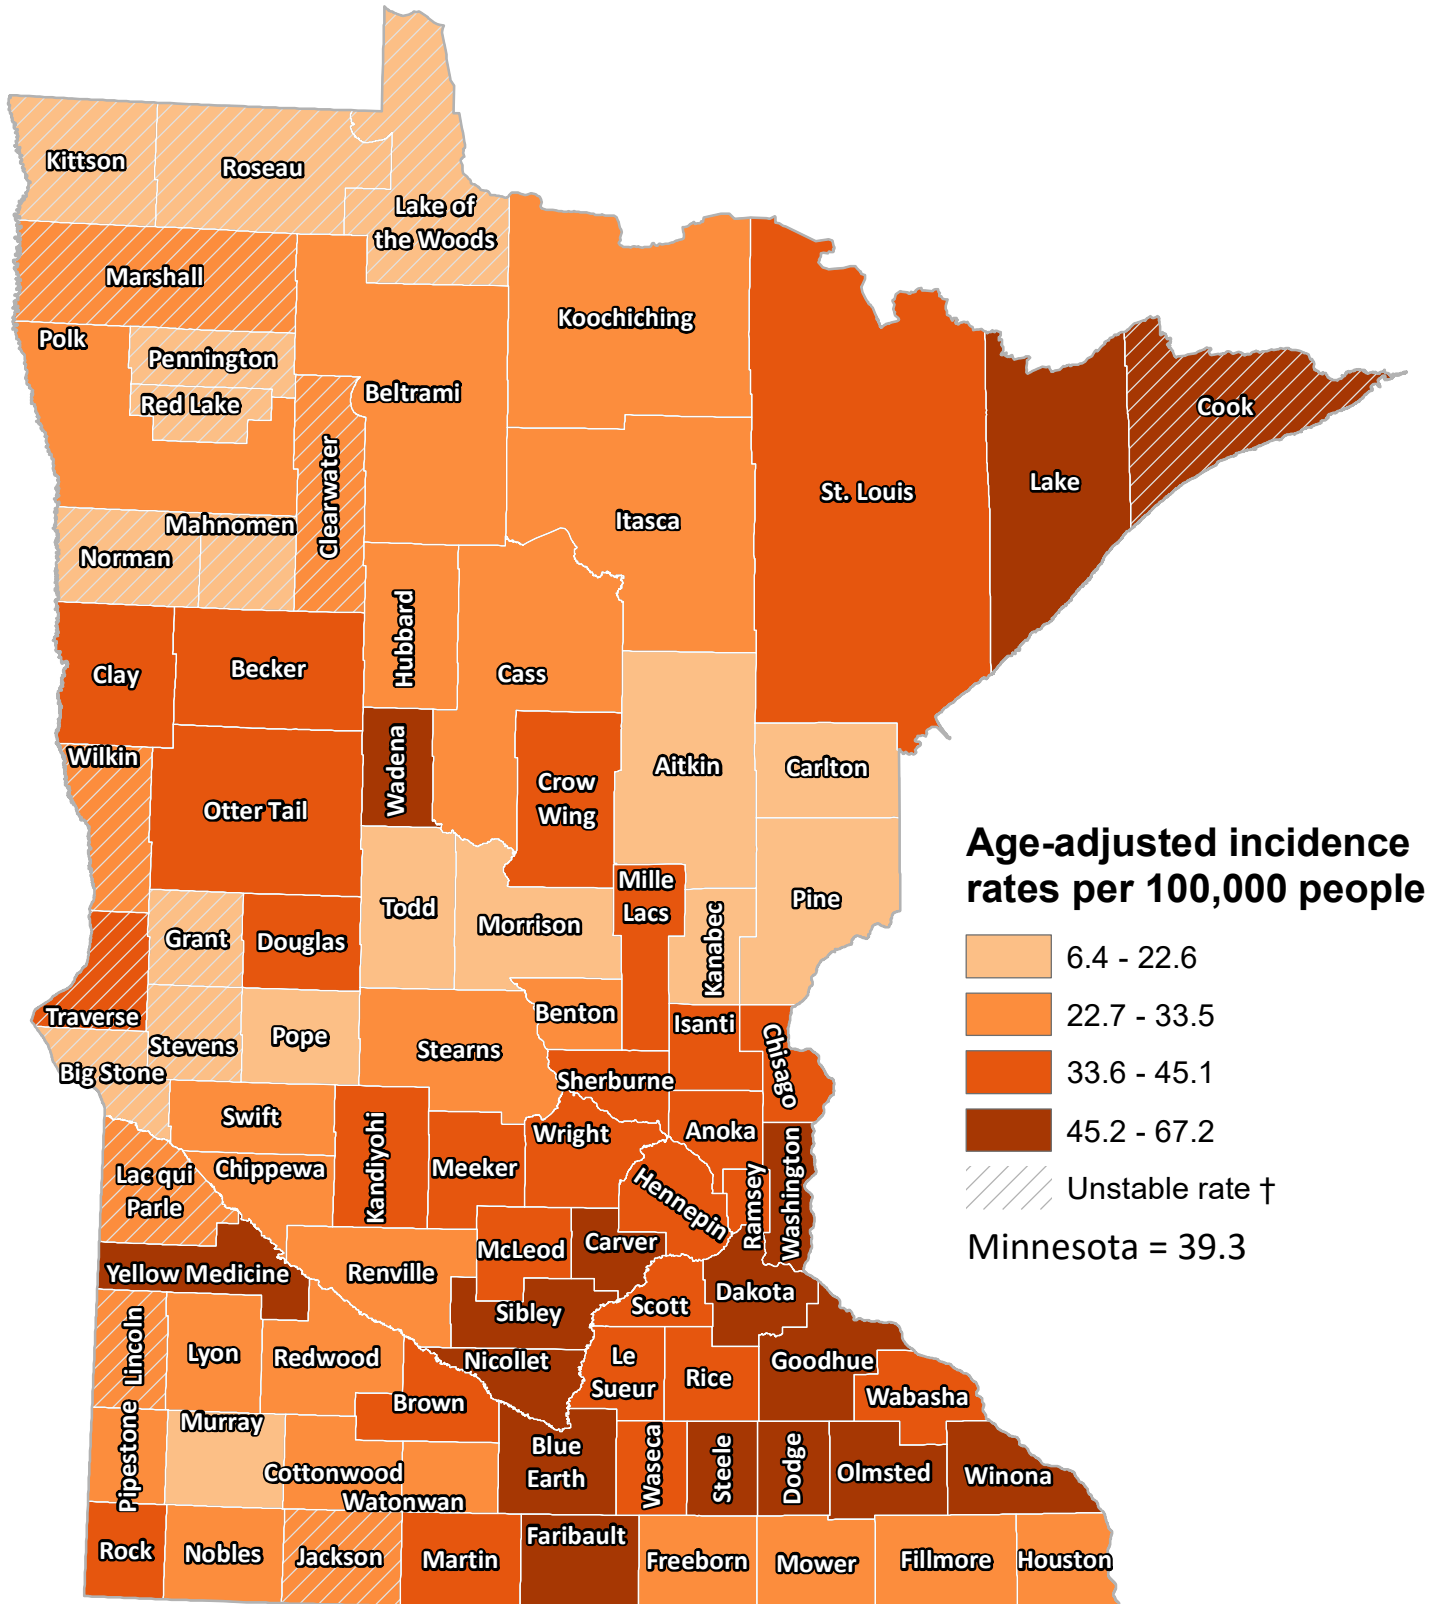 Kittson
Roseau
Lake of
the Woods
Marshall
Koochiching
Polk
Pennington
Beltrami
Red Lake
Cook
Clearwater
St. Louis
Lake
Itasca
Mahnomen
Norman
Hubbard
Becker
Clay
Cass
Wilkin
Wadena
Aitkin
Carlton
Crow
Wing
Otter Tail
Age-adjusted incidence
rates per 100,000 people
Mille
Lacs
Pine
Todd
Morrison
Grant
Douglas
Kanabec
6.4 - 22.6
22.7 - 33.5
33.6 - 45.1
45.2 - 67.2
Unstable rate †
Minnesota = 39.3
Traverse
Benton
Isanti
Chisago
Pope
Stevens
Stearns
Big Stone
Sherburne
Swift
Wright
Anoka
Kandiyohi
Meeker
Chippewa
Lac qui
Parle
Hennepin
Ramsey
Washington
McLeod
Carver
Yellow Medicine
Renville
Dakota
Sibley
Scott
Lincoln
Lyon
Redwood
Nicollet
Le
Sueur
Rice
Goodhue
Brown
Wabasha
Murray
Pipestone
Cottonwood
Blue
Earth
Waseca
Steele
Dodge
Olmsted
Winona
Watonwan
Rock
Nobles
Jackson
Martin
Faribault
Freeborn
Mower
Fillmore
Houston